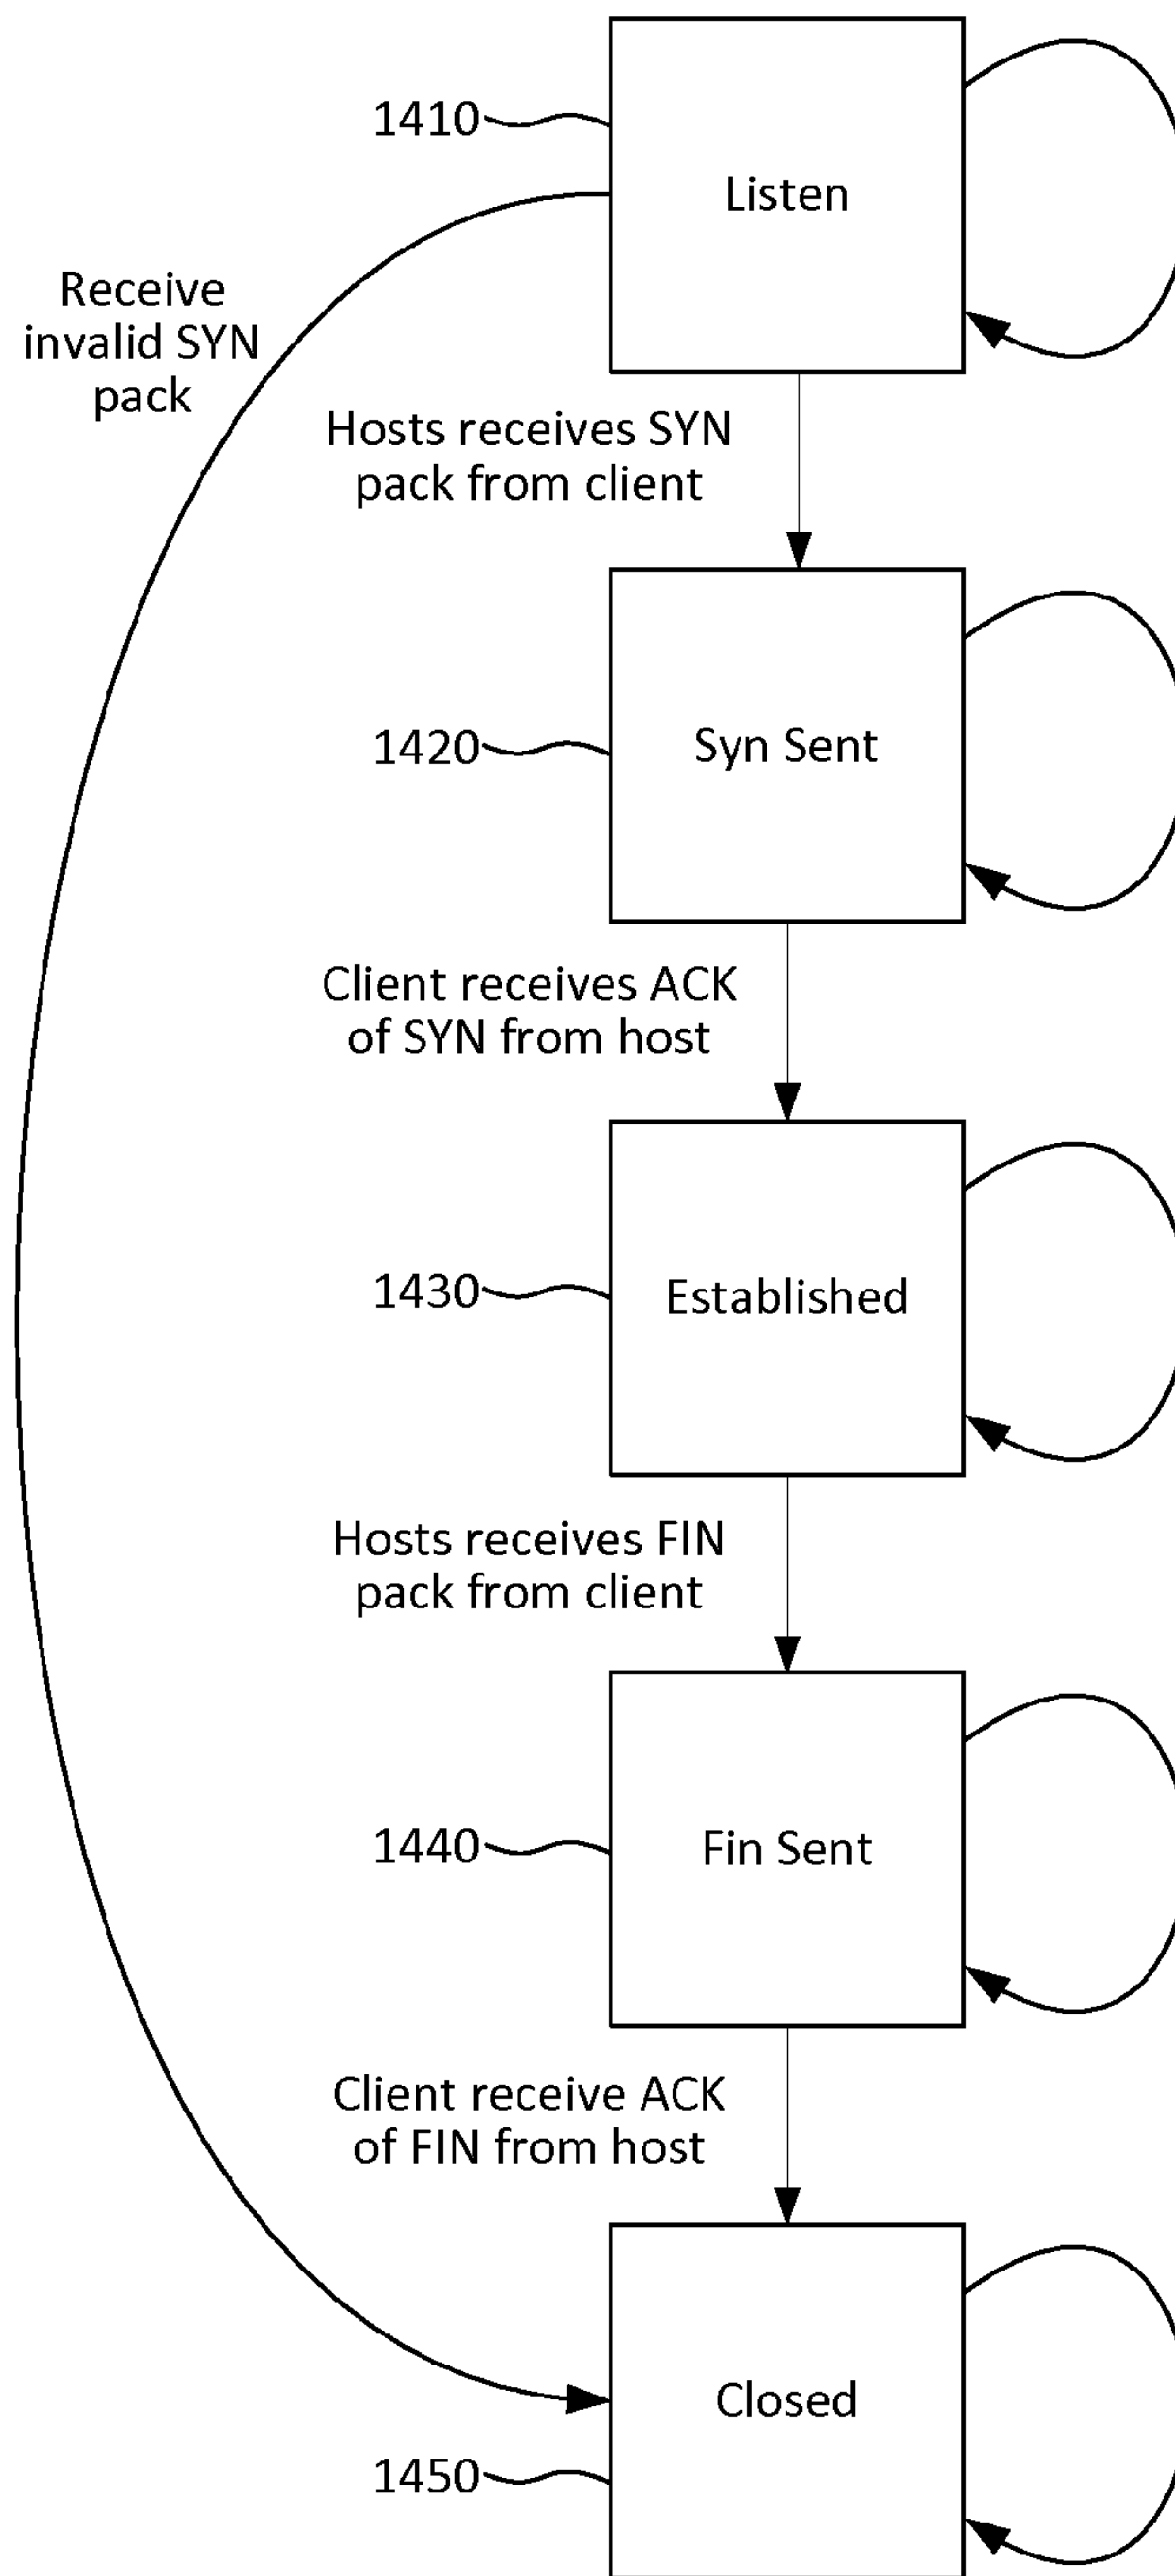 1410
Listen
Receive
invalid SYN
pack
Hosts receives SYN
pack from client
1420
Syn Sent
Client receives ACK
of SYN from host
1430
Established
Hosts receives FIN
pack from client
1440
Fin Sent
Client receive ACK
of FIN from host
Closed
1450